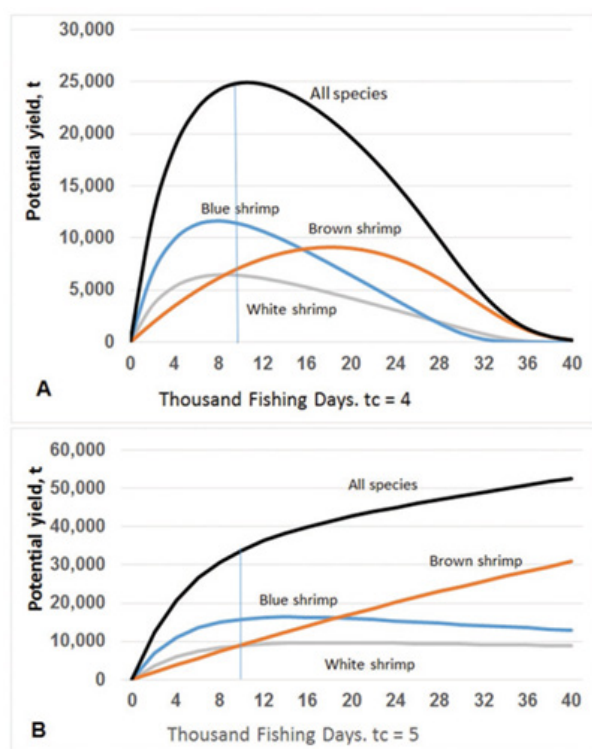 30,000
25,000
20,000
15,000
10,000
5,000
0
Potential yield, t
All species
Blue shrimp
Brown shrimp
White shrimp
0 4 8 12 16 20 24 28 32 36 40
A
Thousand Fishing Days. tc = 4
60,000
50,000
40,000
30,000
20,000
10,000
0
Potential yield, t
All species
Brown shrimp
Blue shrimp
White shrimp
0 4 8 12 16 20 24 28 32 36 40
B
Thousand Fishing Days. tc = 5